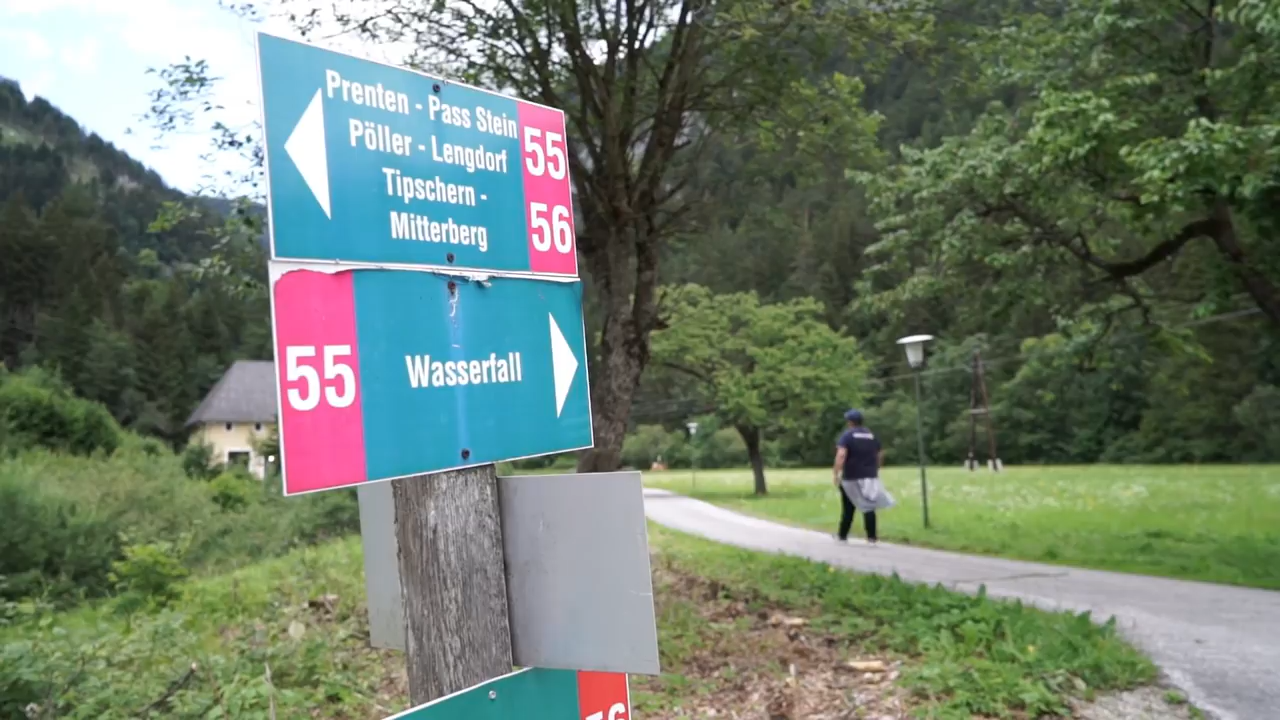 Prenten - Pass Stein
Pöller - Lengdorf
Tipschern -
Mitterberg
55
56
55
Wasserfall